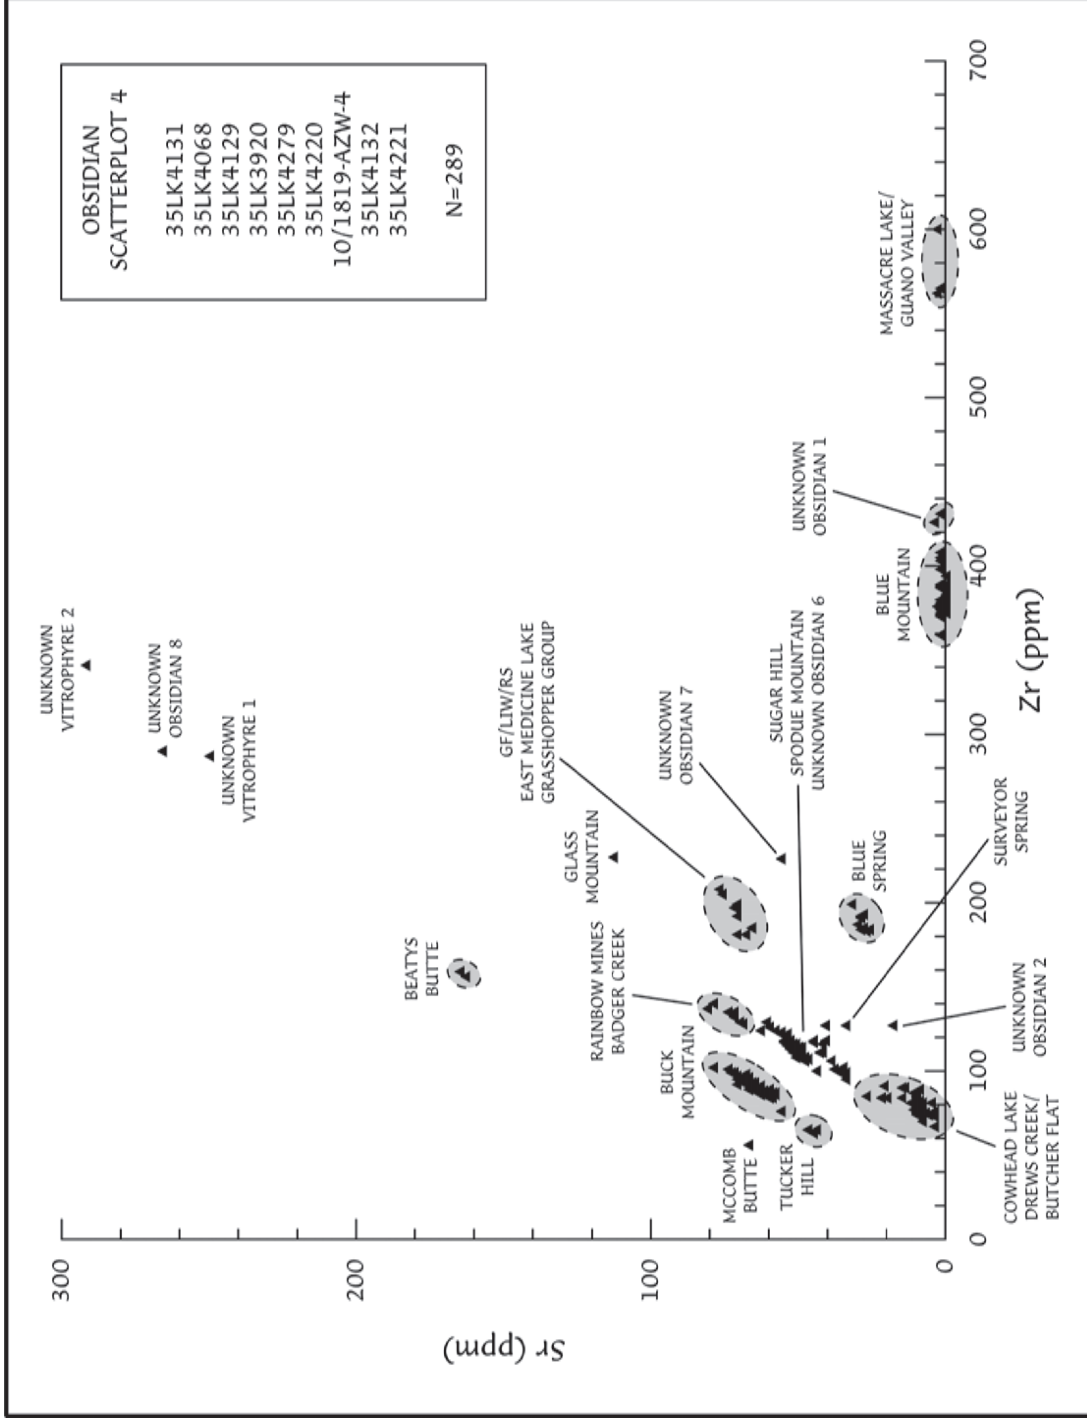 OBSIDIAN
SCATTERPLOT 4
35LK4131
35LK4068
35LK4129
35LK3920
35LK4279
35LK4220
10/1819-AZW-4
35LK4132
35LK4221
N=289
UNKNOWN
VITROPHYRE 2
UNKNOWN
OBSIDIAN 8
UNKNOWN
VITROPHYRE 1
BEATYS
BUTTE
GF/LIW/RS
EAST MEDICINE LAKE
GRASSHOPPER GROUP
GLASS
MOUNTAIN
RAINBOW MINES
BADGER CREEK
UNKNOWN
OBSIDIAN 7
BUCK
MOUNTAIN
MCCOMB
BUTTE
TUCKER
HILL
SUGAR HILL
SPODUE MOUNTAIN
UNKNOWN OBSIDIAN 6
UNKNOWN
OBSIDIAN 1
BLUE
SPRING
BLUE
MOUNTAIN
MASSACRE LAKE/
GUANO VALLEY
SURVEYOR
SPRING
UNKNOWN
OBSIDIAN 2
COWHEAD LAKE
DREWS CREEK/
BUTCHER FLAT
300
200
100
0
Sr (ppm)
0
100
200
300
400
500
600
700
Zr (ppm)